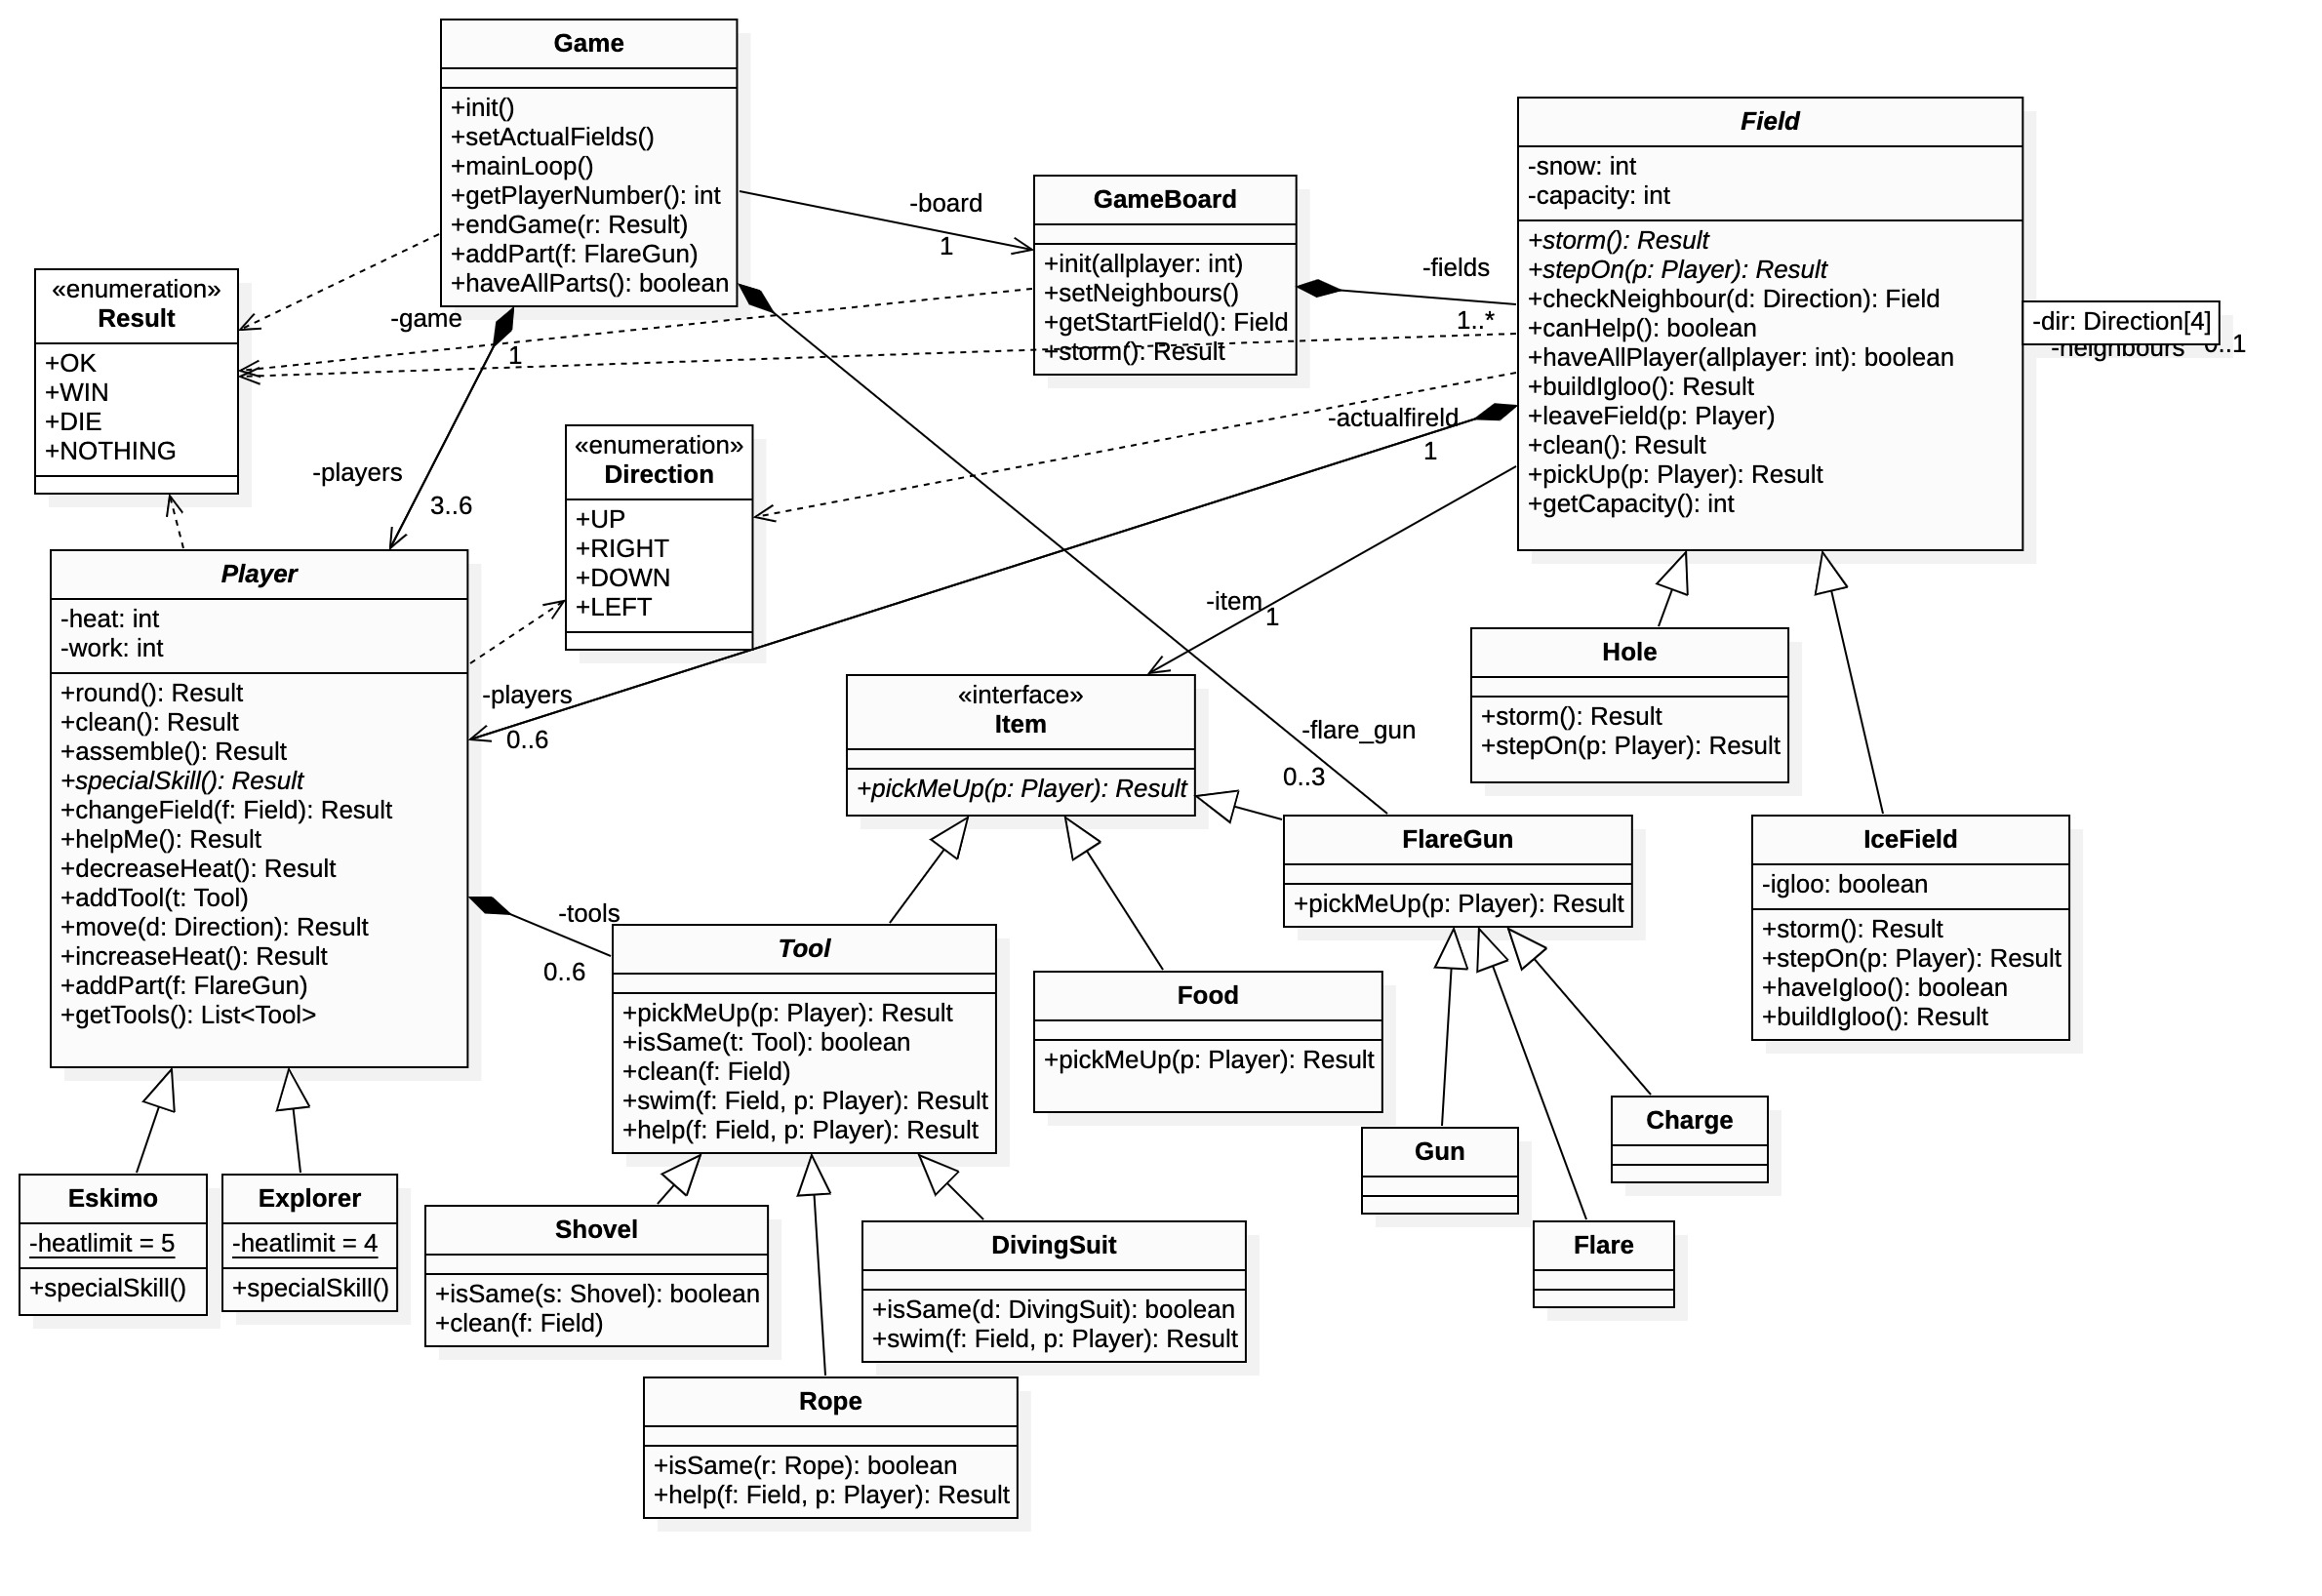 Game
+init()
+setActualFields()
+mainLoop()
+getPlayerNumber(): int
+endGame(r: Result)
+addPart(f: FlareGun)
+haveAllParts(): boolean
-board
1
GameBoard
+init(allplayer: int)
+setNeighbours()
+getStartField(): Field
+storm(): Result
-fields
1..*
Field
-snow: int
-capacity: int
+storm(): Result
+stepOn(p: Player): Result
+checkNeighbour(d: Direction): Field
+canHelp(): boolean
+haveAllPlayer(allplayer: int): boolean
+buildIgloo(): Result
+leaveField(p: Player)
+clean(): Result
+pickUp(p: Player): Result
+getCapacity(): int
-dir: Direction[4]
-neighbours
0..1
«enumeration»
Result
+OK
+WIN
+DIE
+NOTHING
-game
1
-players
3..6
«enumeration»
Direction
+UP
+RIGHT
+DOWN
+LEFT
-actualfireld
1
-players
0..6
-item
1
-flare_gun
0..3
Player
-heat: int
-work: int
+round(): Result
+clean(): Result
+assemble(): Result
+specialSkill(): Result
+changeField(f: Field): Result
+helpMe(): Result
+decreaseHeat(): Result
+addTool(t: Tool)
+move(d: Direction): Result
+increaseHeat(): Result
+addPart(f: FlareGun)
+getTools(): List<Tool>
-tools
0..6
«interface»
Item
+pickMeUp(p: Player): Result
Hole
+storm(): Result
+stepOn(p: Player): Result
FlareGun
+pickMeUp(p: Player): Result
IceField
-igloo: boolean
+storm(): Result
+stepOn(p: Player): Result
+haveIgloo(): boolean
+buildIgloo(): Result
Tool
+pickMeUp(p: Player): Result
+isSame(t: Tool): boolean
+clean(f: Field)
+swim(f: Field, p: Player): Result
+help(f: Field, p: Player): Result
Food
+pickMeUp(p: Player): Result
Gun
Charge
Flare
Eskimo
-heatlimit = 5
+specialSkill()
Explorer
-heatlimit = 4
+specialSkill()
Shovel
+isSame(s: Shovel): boolean
+clean(f: Field)
DivingSuit
+isSame(d: DivingSuit): boolean
+swim(f: Field, p: Player): Result
Rope
+isSame(r: Rope): boolean
+help(f: Field, p: Player): Result